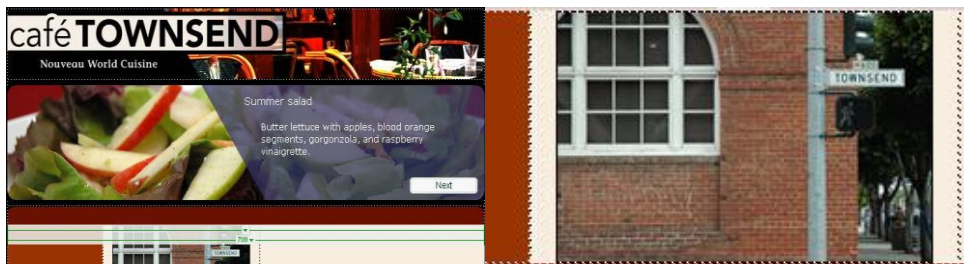 café TOWNSEND
Nouveau World Cuisine
Summer salad
Butter lettuce with apples, blood orange
segments, gorgonzola, and raspberry
vinaigrette.
Next
700
TOWNSEND
TOWNSEND